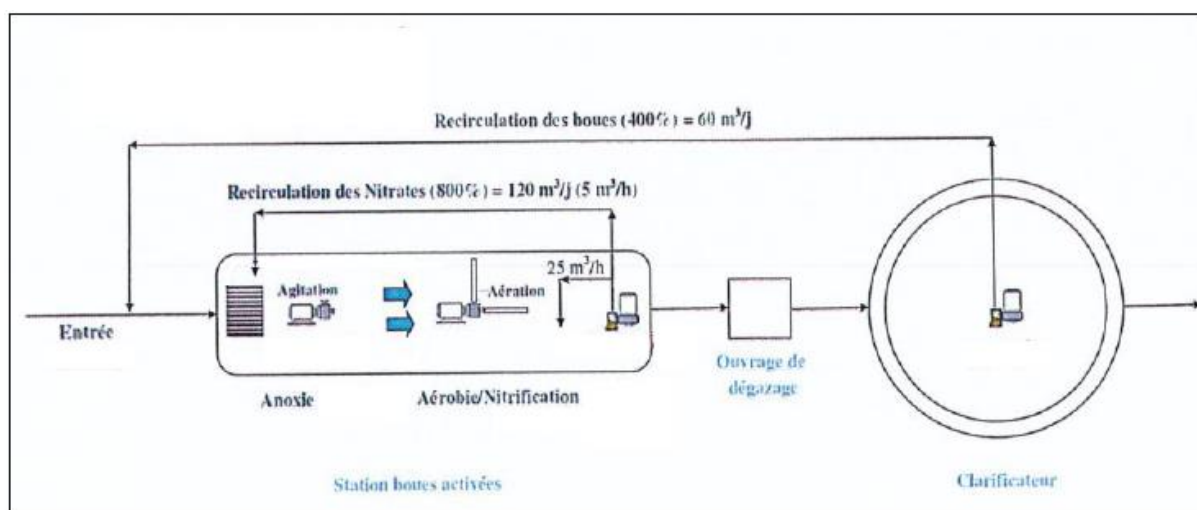 Recirculation des boues (400%) = 60 m³/j
Recirculation des Nitrates (800%) = 120 m³/j (5 m³/h)
25 m³/h
Agitation
Aération
Entrée
Ouvrage de
dégazage
Anoxie
Aérobie/Nitrification
Station boues activées
Clarificateur